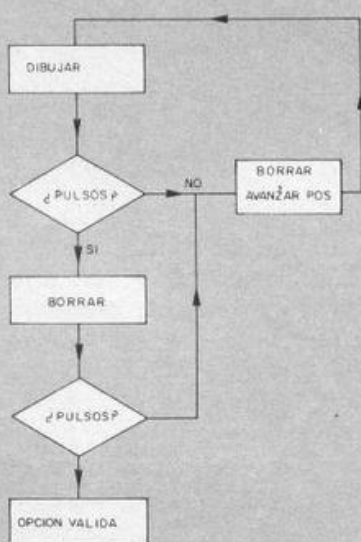 DIBUJAR
¿PULSOS?
NO
BORRAR
AVANZAR POS
SI
BORRAR
¿PULSOS?
OPCION VALIDA